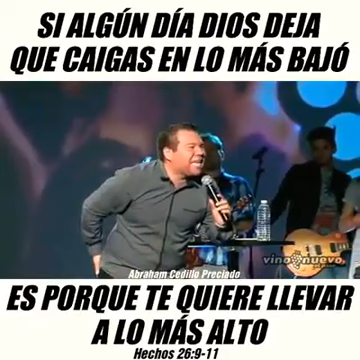 SI ALGÚN DÍA DIOS DEJA
QUE CAIGAS EN LO MÁS BAJÓ
vino nuevo
Abraham Cedillo Preciado
ES PORQUE TE QUIERE LLEVAR
A LO MÁS ALTO
Hechos 26:9-11